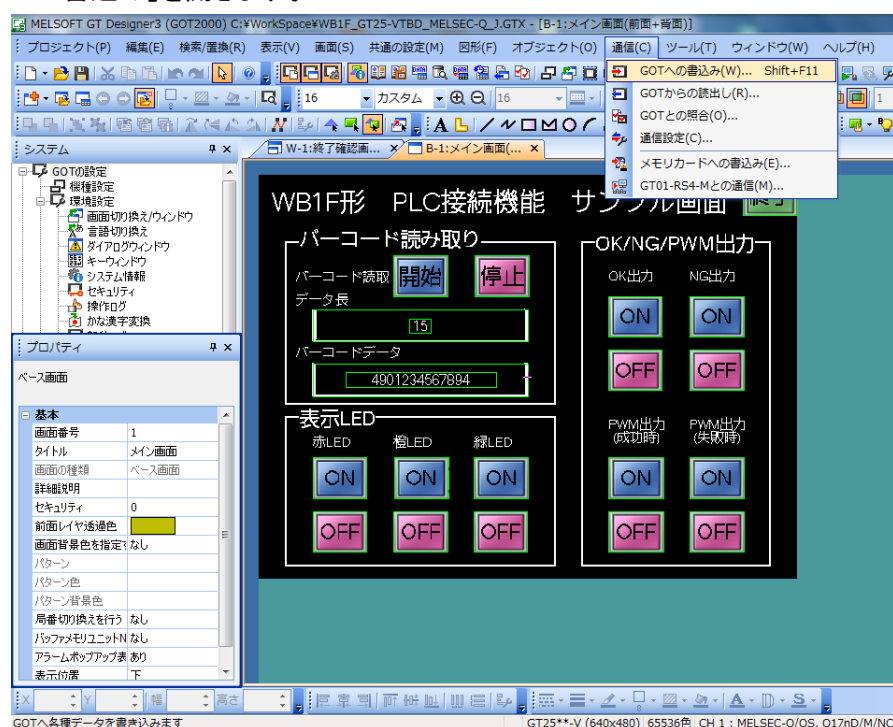 MELSOFT GT Designer3 (GOT2000) C:¥WorkSpace¥WB1F_GT25-VTBD_MELSEC-Q_J.GTX - [B-1:メイン画面(前面+背面)]
プロジェクト(P) 編集(E) 検索/置換(R) 表示(V) 画面(S) 共通の設定(M) 図形(F) オブジェクト(O) 通信(C) ツール(T) ウィンドウ(W) ヘルプ(H)
GOTへの書込み(W)... Shift+F11
GOTからの読出し(R)...
GOTとの照合(O)...
通信設定(C)...
メモリカードへの書込み(E)...
GT01-RS4-Mとの通信(M)...
16 カスタム 16 1
システム
W-1:終了確認画... B-1:メイン画面(...
GOTの設定
機種設定
環境設定
画面切り換え/ウィンドウ
言語切り換え
ダイアログウィンドウ
キーウィンドウ
システム情報
セキュリティ
操作ログ
かな漢字変換
プロパティ
ベース画面
基本
画面番号 1
タイトル メイン画面
画面の種類 ベース画面
詳細説明
セキュリティ 0
前面レイヤ透過色
画面背景色を指定 なし
パターン
パターン色
パターン背景色
局番切り換えを行う なし
バッファメモリユニットN なし
アラームポップアップ表 あり
表示位置 下
WB1F形 PLC接続機能 サンプル画面 終了
バーコード読み取り
バーコード読取 開始 停止
データ長
15
バーコードデータ
4901234567894
表示LED
赤LED 橙LED 緑LED
ON ON ON
OFF OFF OFF
OK/NG/PWM出力
OK出力 NG出力
ON ON
OFF OFF
PWM出力 PWM出力
(成功時) (失敗時)
ON ON
OFF OFF
X Y 幅 高さ
GOTへ各種データを書き込みます
GT25**-V (640x480) 65536色 CH 1 : MELSEC-Q/QS, Q17nD/M/NC